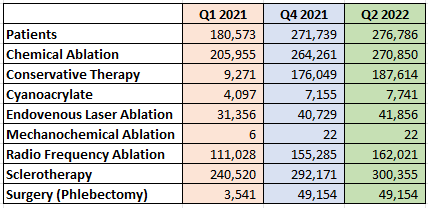 Q1 2021 Q4 2021 Q2 2022
Patients 180,573 271,739 276,786
Chemical Ablation 205,955 264,261 270,850
Conservative Therapy 9,271 176,049 187,614
Cyanoacrylate 4,097 7,155 7,741
Endovenous Laser Ablation 31,356 40,729 41,856
Mechanochemical Ablation 6 22 22
Radio Frequency Ablation 111,028 155,285 162,021
Sclerotherapy 240,520 292,171 300,355
Surgery (Phlebectomy) 3,541 49,154 49,154